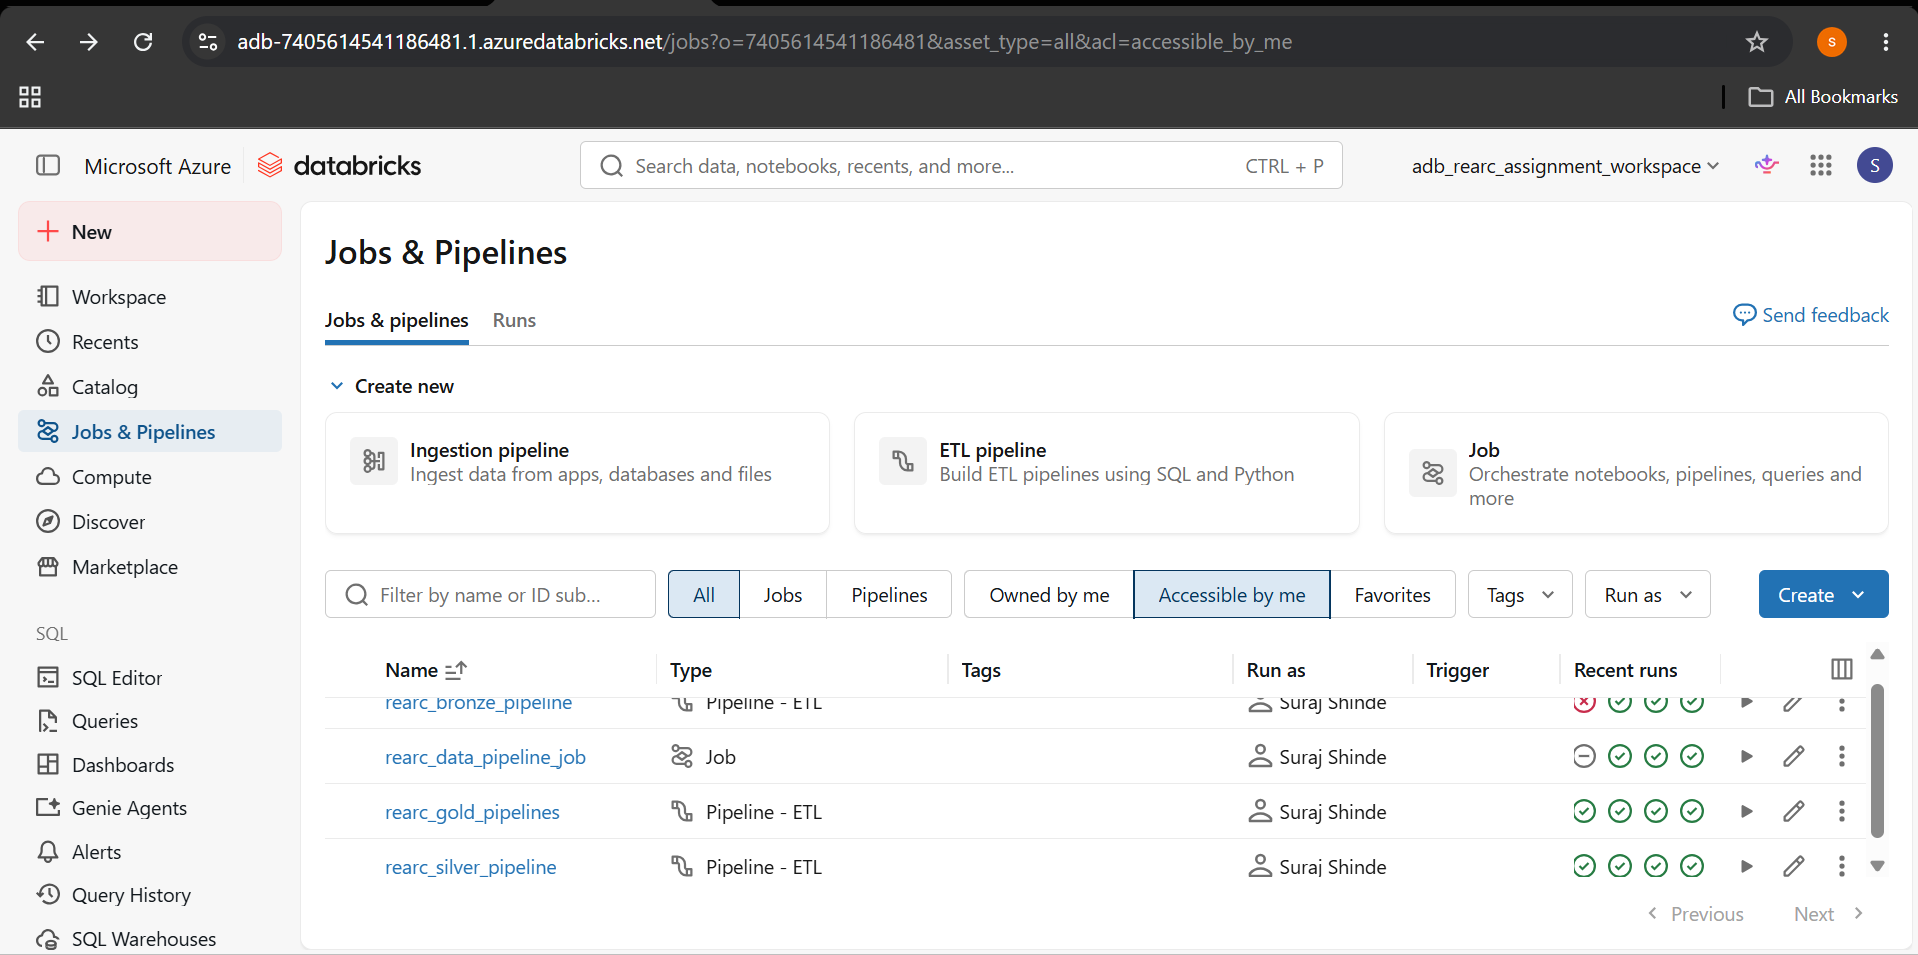 adb-7405614541186481.1.azuredatabricks.net/jobs?o=7405614541186481&asset_type=all&acl=accessible_by_me
s
All Bookmarks
Microsoft Azure
databricks
Search data, notebooks, recents, and more...
CTRL + P
adb_rearc_assignment_workspace
S
New
Workspace
Recents
Catalog
Jobs & Pipelines
Compute
Discover
Marketplace
SQL
SQL Editor
Queries
Dashboards
Genie Agents
Alerts
Query History
SQL Warehouses
Jobs & Pipelines
Jobs & pipelines
Runs
Send feedback
Create new
Ingestion pipeline
Ingest data from apps, databases and files
ETL pipeline
Build ETL pipelines using SQL and Python
Job
Orchestrate notebooks, pipelines, queries and
more
Filter by name or ID sub...
All
Jobs
Pipelines
Owned by me
Accessible by me
Favorites
Tags
Run as
Create
Name
Type
Tags
Run as
Trigger
Recent runs
rearc_bronze_pipeline
Pipeline - ETL
Suraj Shinde
rearc_data_pipeline_job
Job
Suraj Shinde
rearc_gold_pipelines
Pipeline - ETL
Suraj Shinde
rearc_silver_pipeline
Pipeline - ETL
Suraj Shinde
Previous
Next